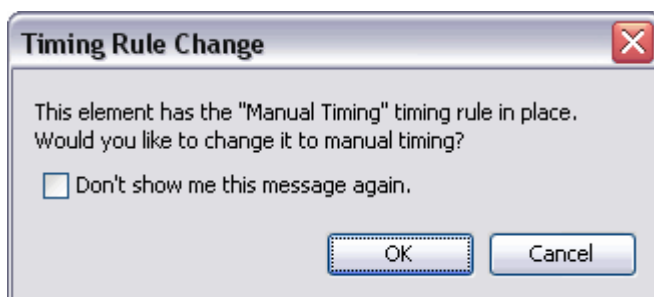 Timing Rule Change
This element has the "Manual Timing" timing rule in place.
Would you like to change it to manual timing?
Don't show me this message again.
OK Cancel